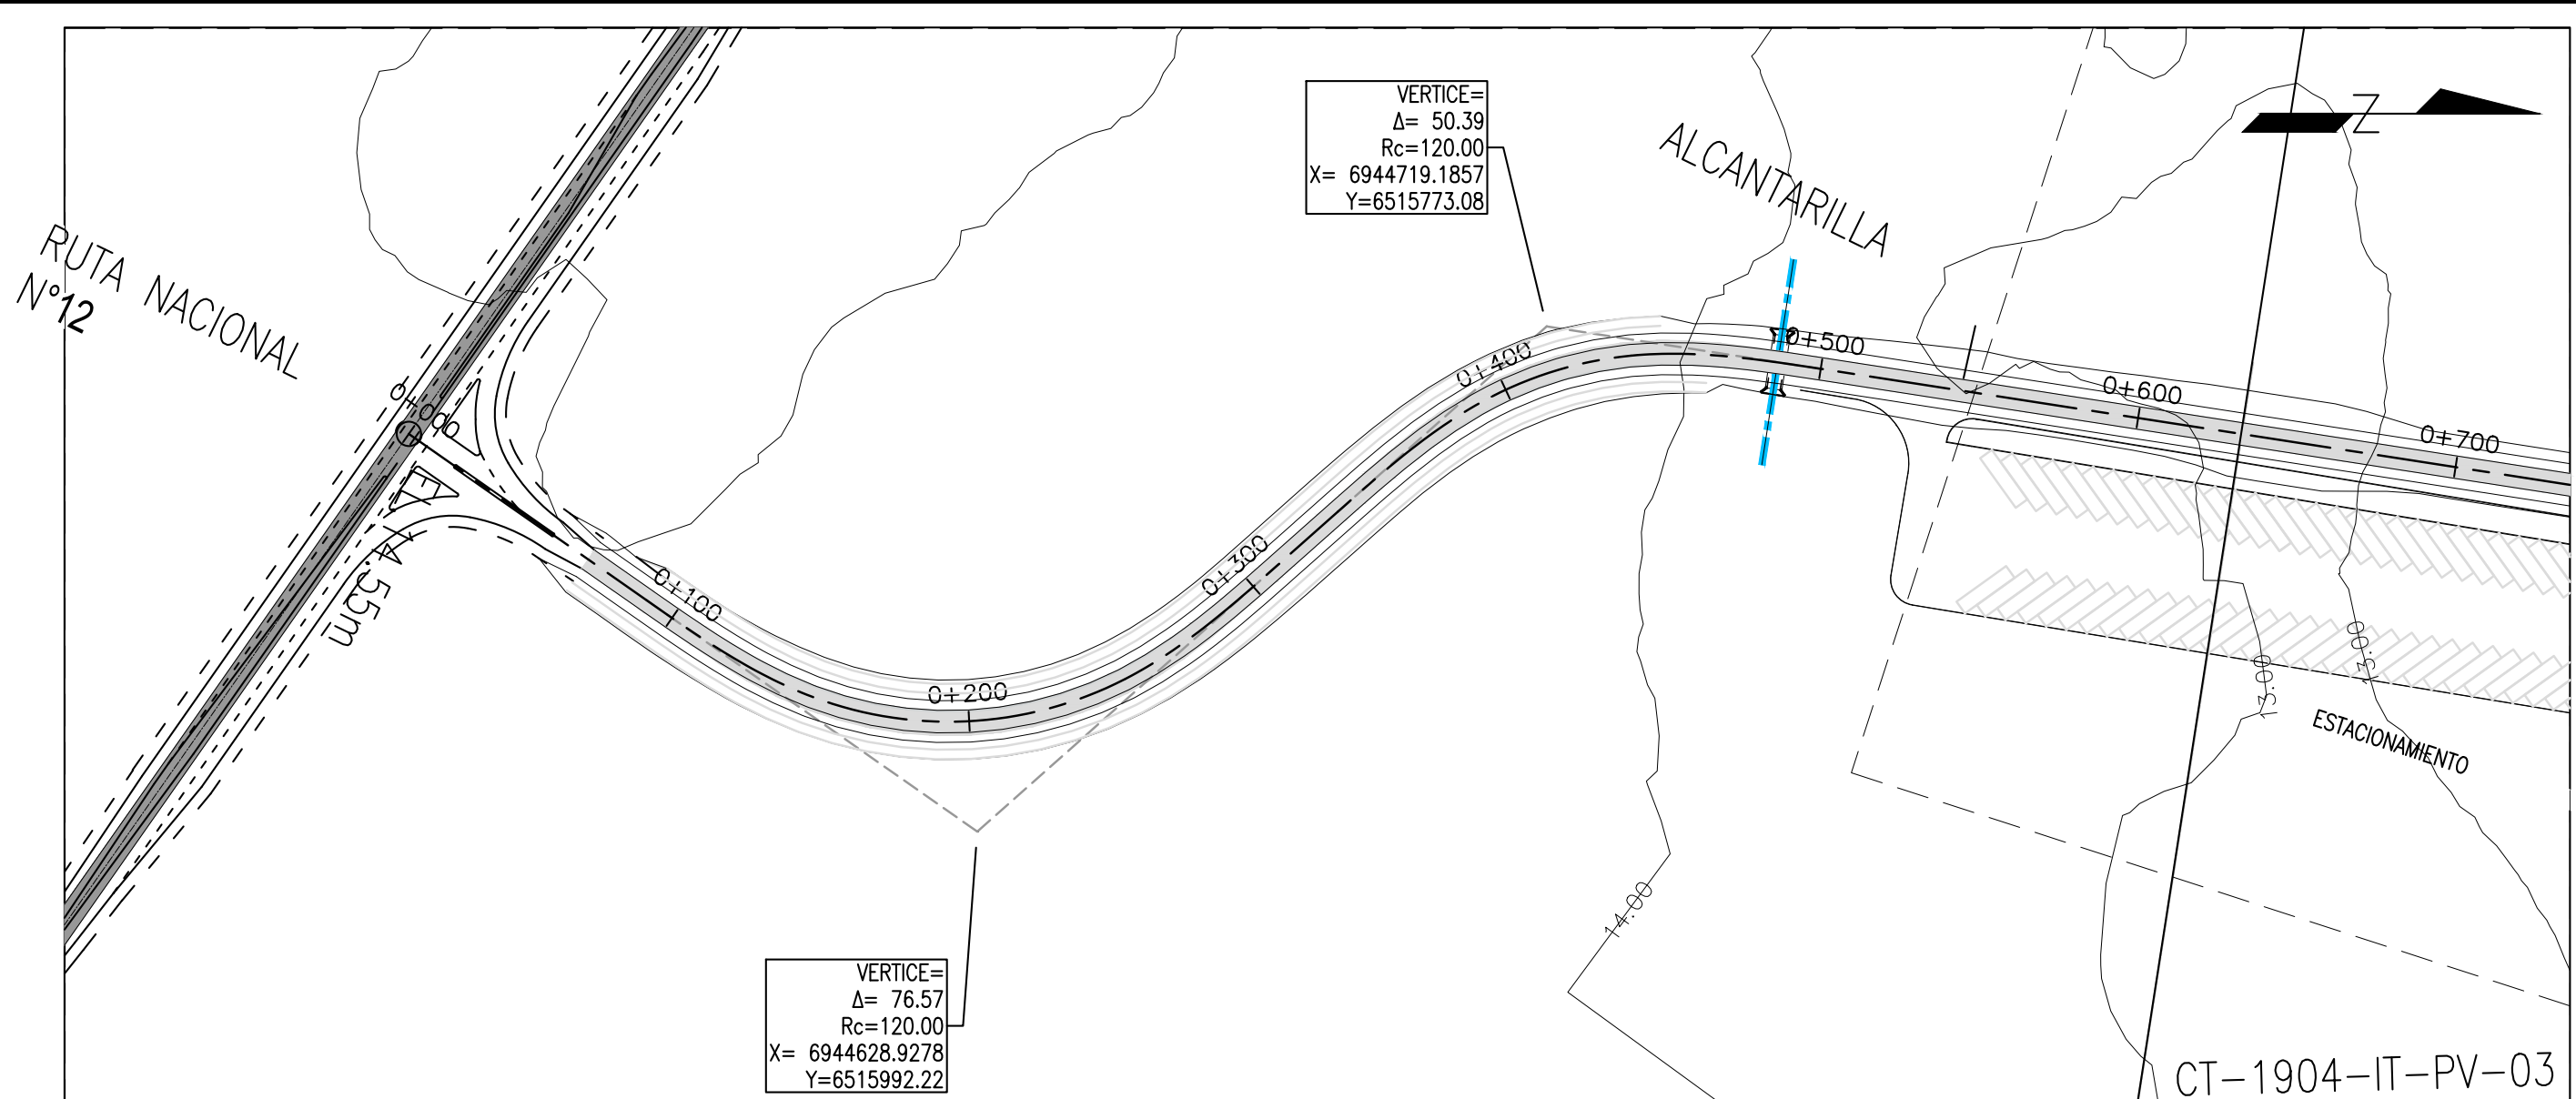 VERTICE=
Δ= 50.39
Rc=120.00
X= 6944719.1857
Y=6515773.08
ALCANTARILLA
Z
RUTA NACIONAL
N°12
0+000
EJ 14.55m
0+100
0+200
0+300
0+400
0+500
0+600
0+700
14.00
13.00
13.00
ESTACIONAMIENTO
VERTICE=
Δ= 76.57
Rc=120.00
X= 6944628.9278
Y=6515992.22
CT-1904-IT-PV-03